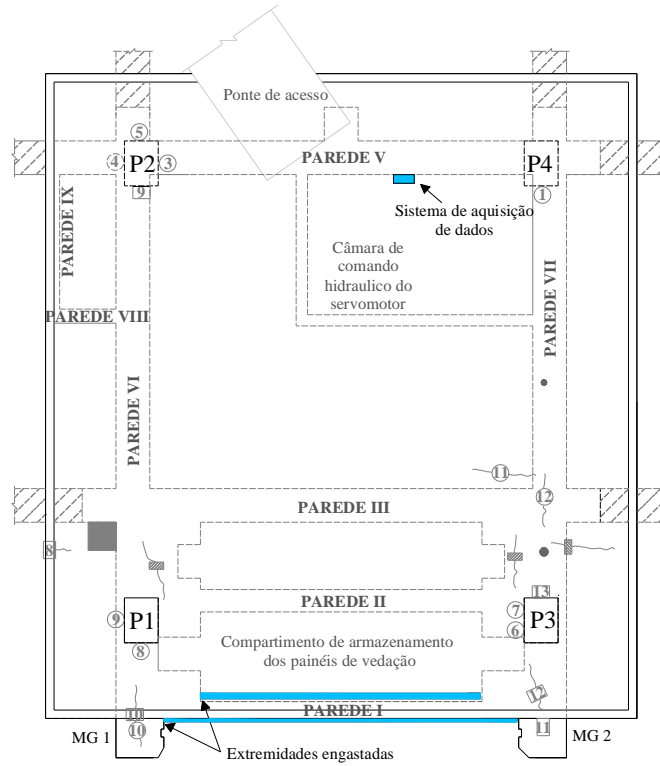 Ponte de acesso
5
P2
4
3
9
PAREDE V
P4
1
Sistema de aquisição
de dados
PAREDE IX
Câmara de
comando
hidraulico do
servomotor
PAREDE VII
PAREDE VIII
PAREDE VI
11
12
PAREDE III
8
13
PAREDE II
9
P1
7
6
P3
8
Compartimento de armazenamento
dos painéis de vedação
12
PAREDE I
10
11
MG 1
MG 2
Extremidades engastadas